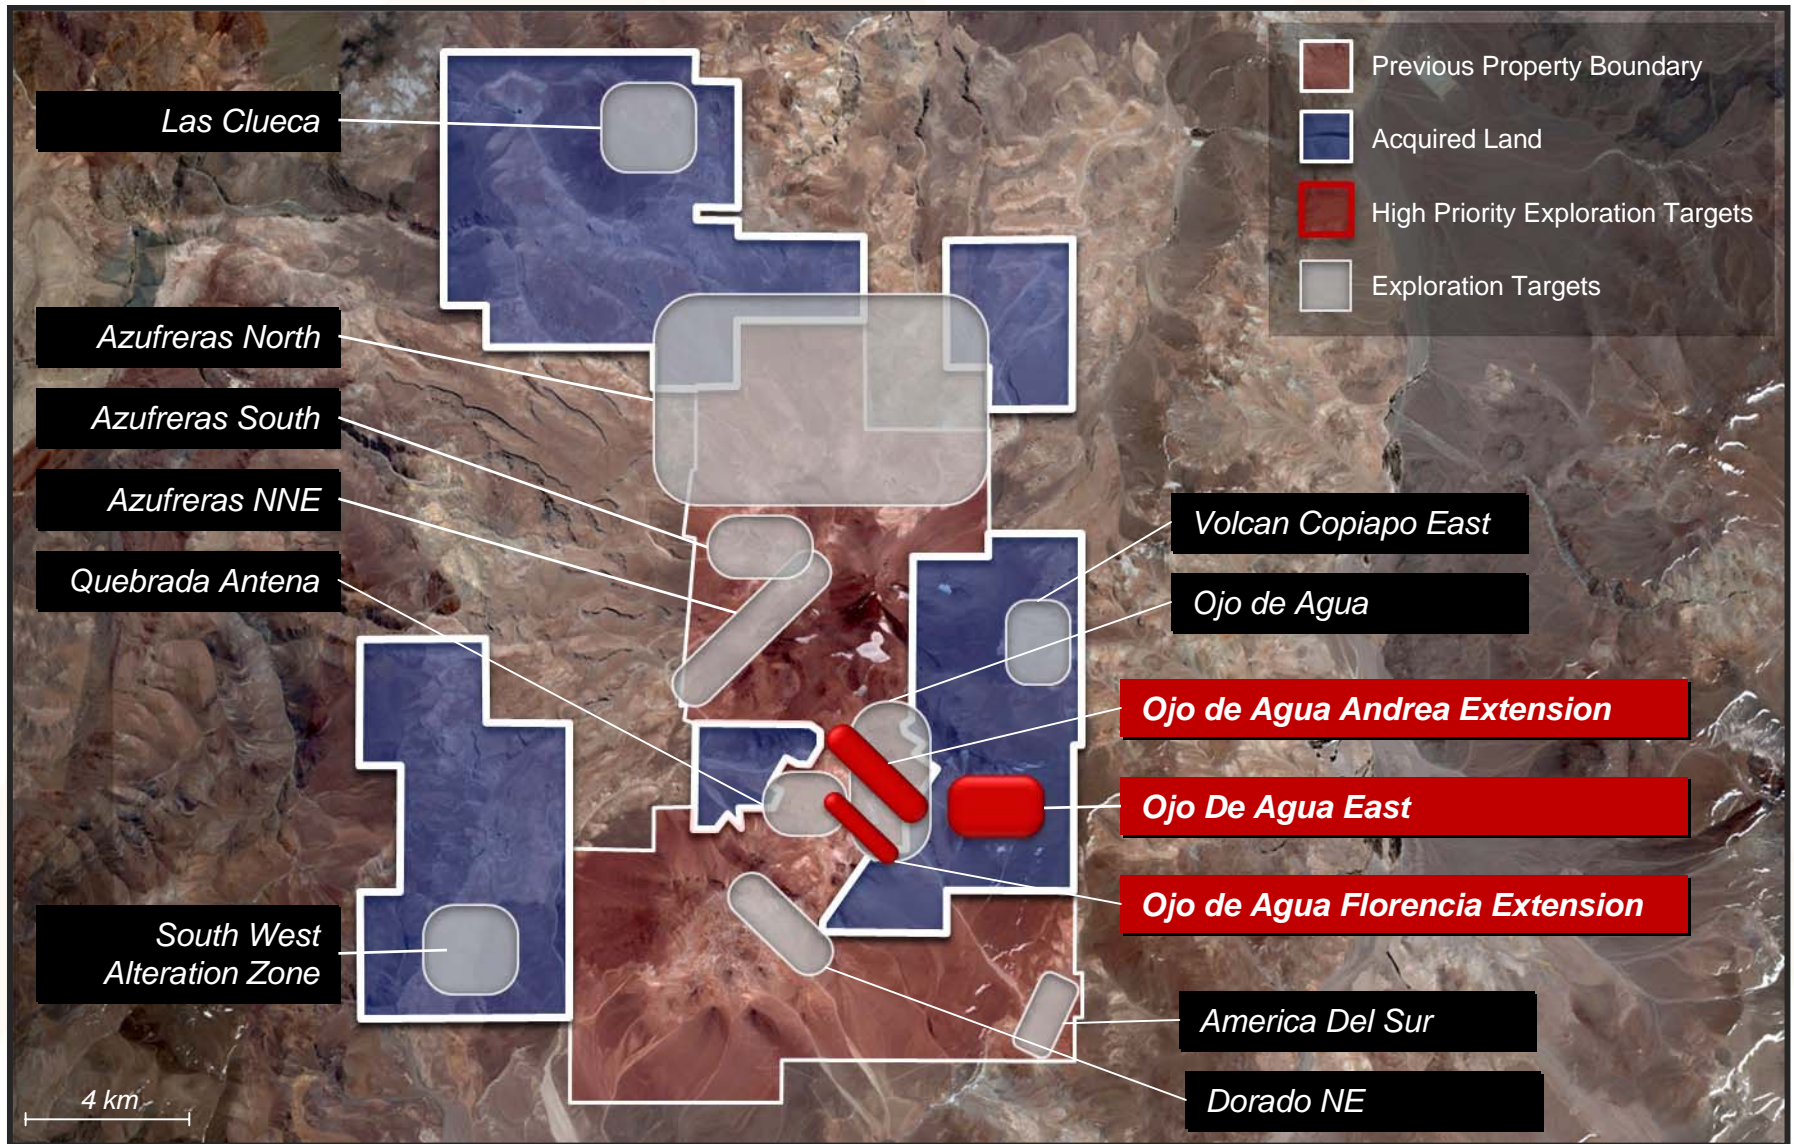 Previous Property Boundary
Acquired Land
High Priority Exploration Targets
Exploration Targets
Las Clueca
Azufreras North
Azufreras South
Azufreras NNE
Quebrada Antena
South West
Alteration Zone
Volcan Copiapo East
Ojo de Agua
Ojo de Agua Andrea Extension
Ojo De Agua East
Ojo de Agua Florencia Extension
America Del Sur
Dorado NE
4 km